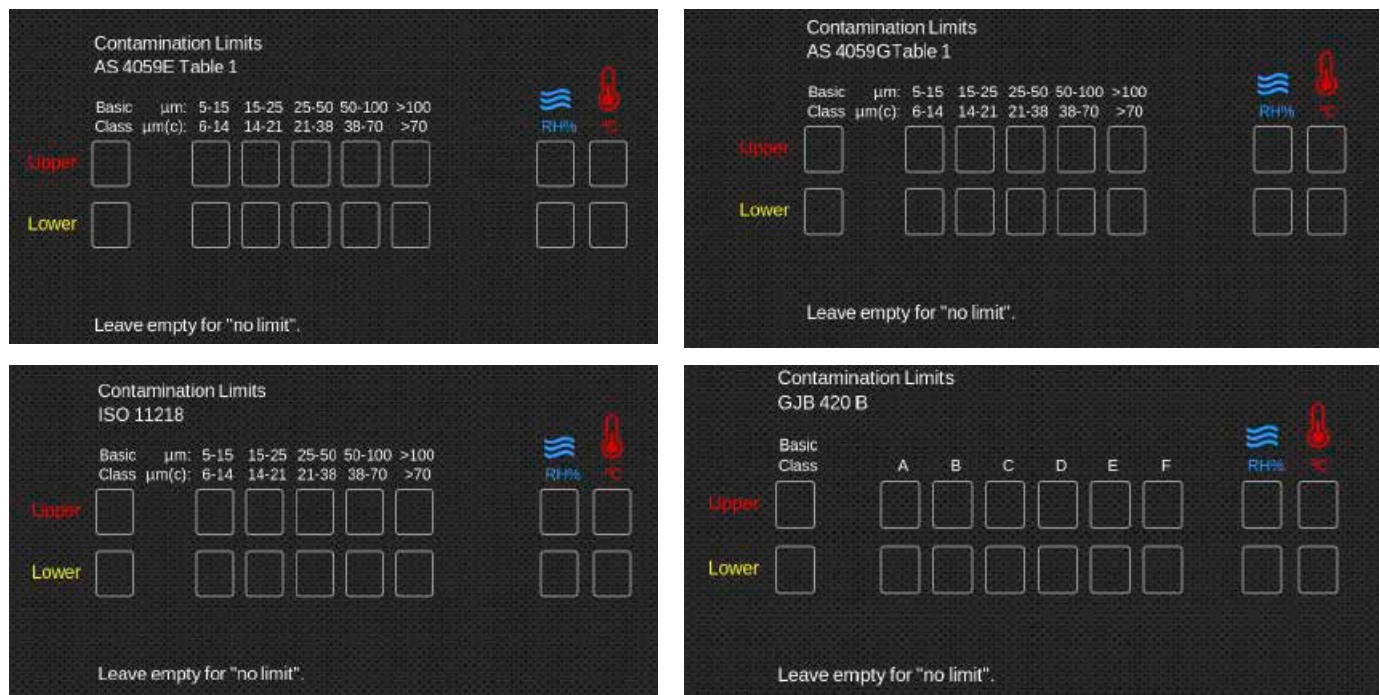 Contamination Limits
AS 4059E Table 1
Basic µm: 5-15 15-25 25-50 50-100 >100
Class µm(c): 6-14 14-21 21-38 38-70 >70
RH% °C
Upper
Lower
Leave empty for "no limit".
Contamination Limits
AS 4059GTable 1
Basic µm: 5-15 15-25 25-50 50-100 >100
Class µm(c): 6-14 14-21 21-38 38-70 >70
RH% °C
Upper
Lower
Leave empty for "no limit".
Contamination Limits
ISO 11218
Basic µm: 5-15 15-25 25-50 50-100 >100
Class µm(c): 6-14 14-21 21-38 38-70 >70
RH% °C
Upper
Lower
Leave empty for "no limit".
Contamination Limits
GJB 420 B
Basic
Class A B C D E F
RH% °C
Upper
Lower
Leave empty for "no limit".